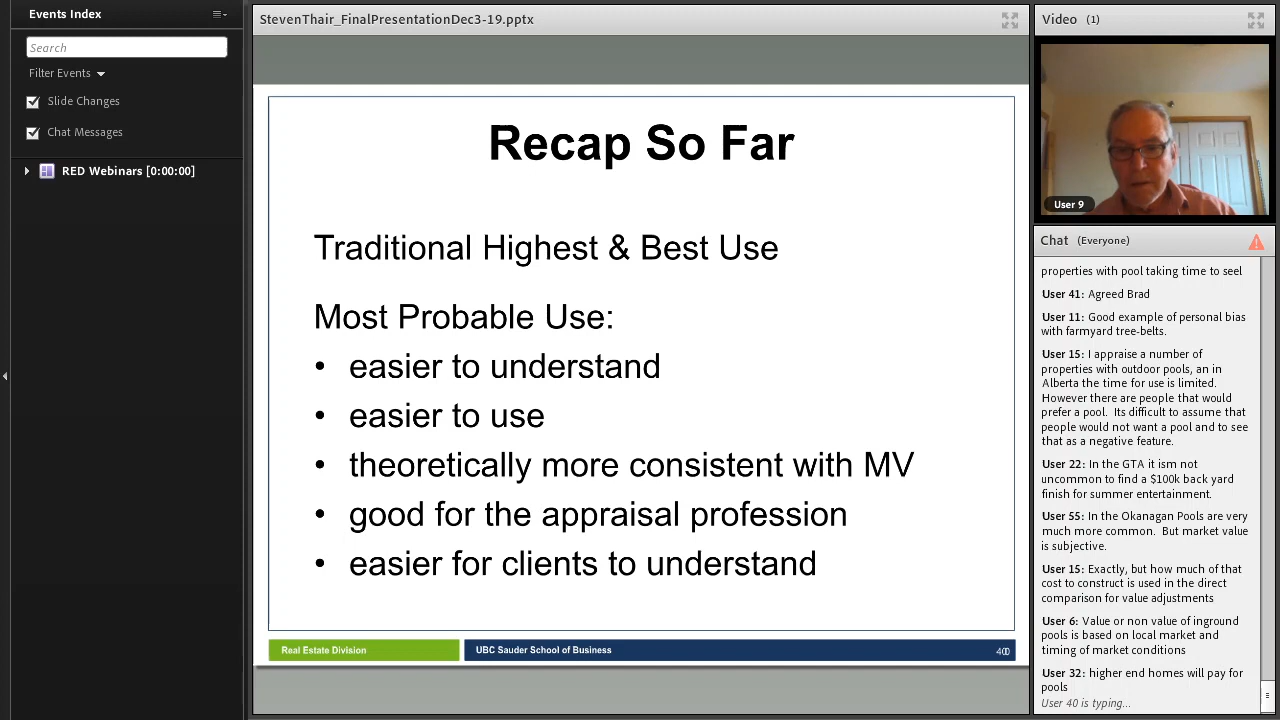 Events Index
Search
Filter Events
Slide Changes
Chat Messages
RED Webinars [0:00:00]
StevenThair_FinalPresentationDec3-19.pptx
Recap So Far
Traditional Highest & Best Use
Most Probable Use:
• easier to understand
• easier to use
• theoretically more consistent with MV
• good for the appraisal profession
• easier for clients to understand
Real Estate Division
UBC Sauder School of Business
Video (1)
User 9
Chat (Everyone)
properties with pool taking time to seel
User 41: Agreed Brad
User 11: Good example of personal bias
with farmyard tree-belts.
User 15: I appraise a number of
properties with outdoor pools, an in
Alberta the time for use is limited.
However there are people that would
prefer a pool. Its difficult to assume that
people would not want a pool and to see
that as a negative feature.
User 22: In the GTA it ism not
uncommon to find a $100k back yard
finish for summer entertainment.
User 55: In the Okanagan Pools are very
much more common. But market value
is subjective.
User 15: Exactly, but how much of that
cost to construct is used in the direct
comparison for value adjustments
User 6: Value or non value of inground
pools is based on local market and
timing of market conditions
User 32: higher end homes will pay for
pools
User 40 is typing...